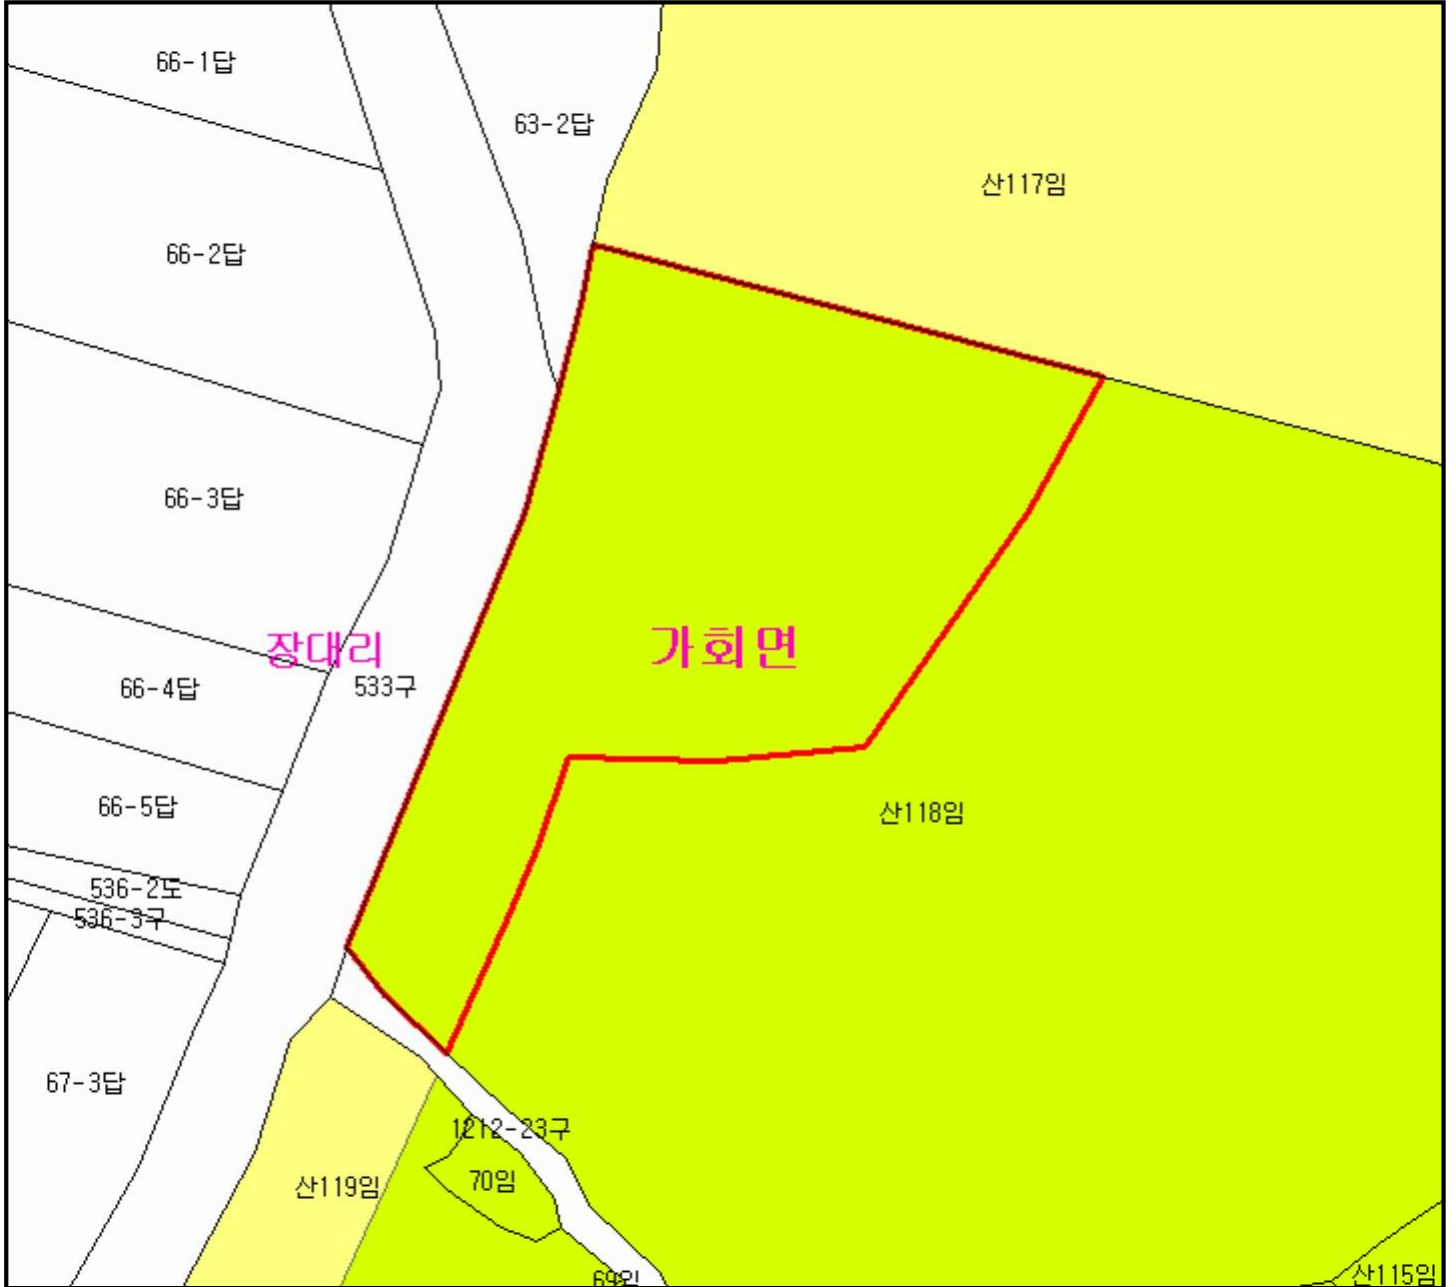 66-1답
63-2답
산117임
66-2답
66-3답
장대리
가회면
533구
66-4답
66-5답
산118임
536-2도
536-3구
67-3답
1212-23구
70임
산119임
69임
산115임